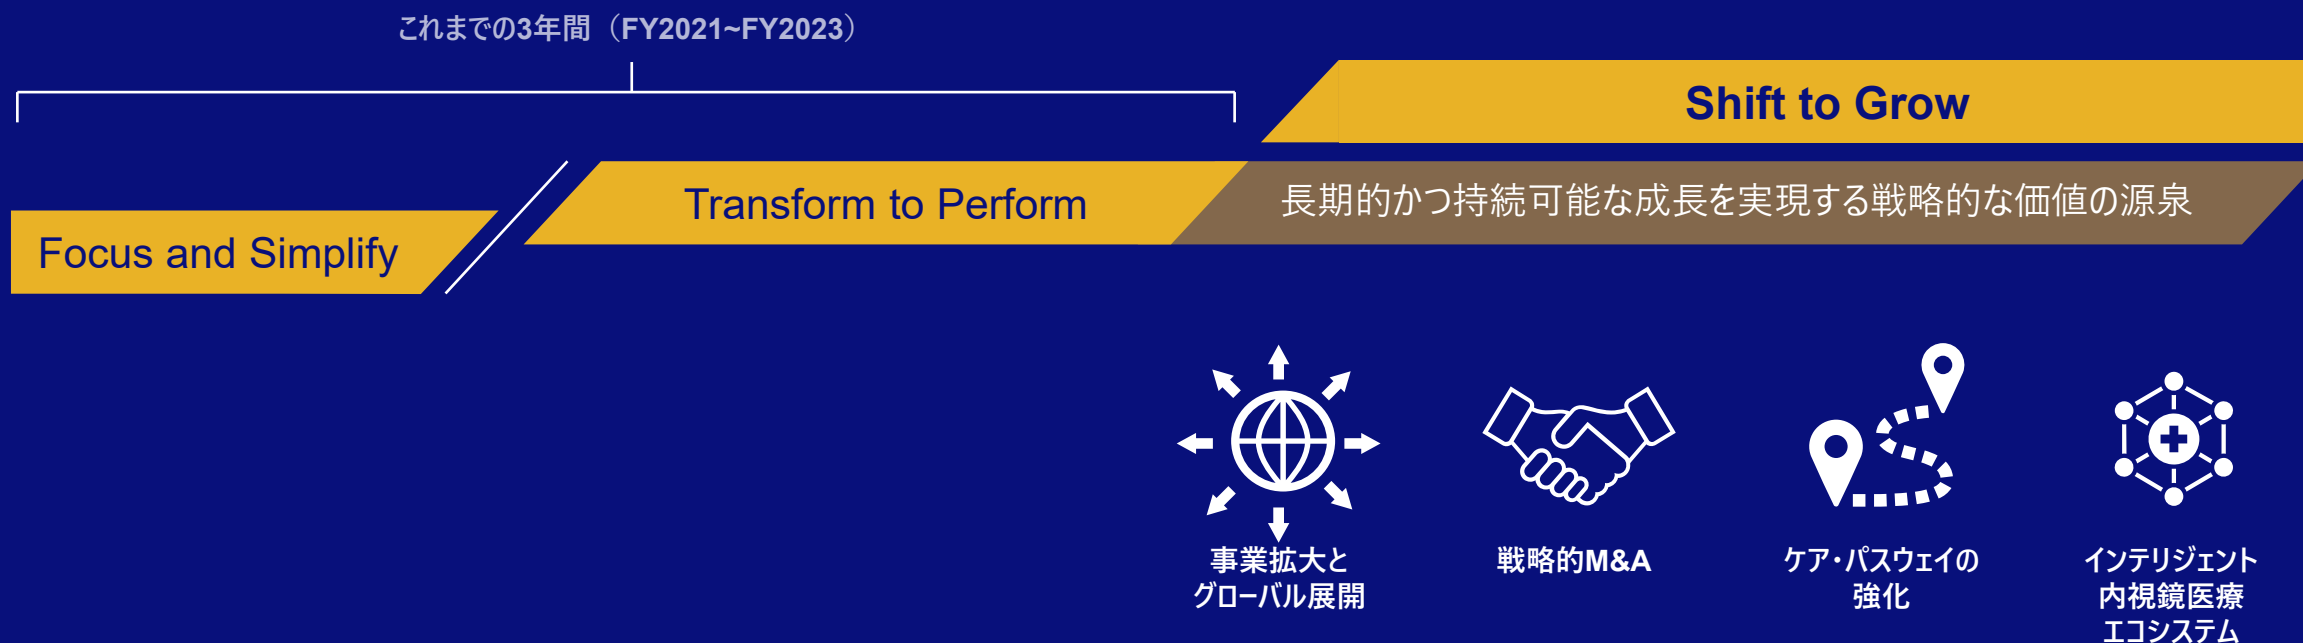 これまでの3年間（FY2021~FY2023）
Shift to Grow
Transform to Perform
長期的かつ持続可能な成長を実現する戦略的な価値の源泉
Focus and Simplify
事業拡大と
グローバル展開
戦略的M&A
ケア・パスウェイの
強化
インテリジェント
内視鏡医療
エコシステム